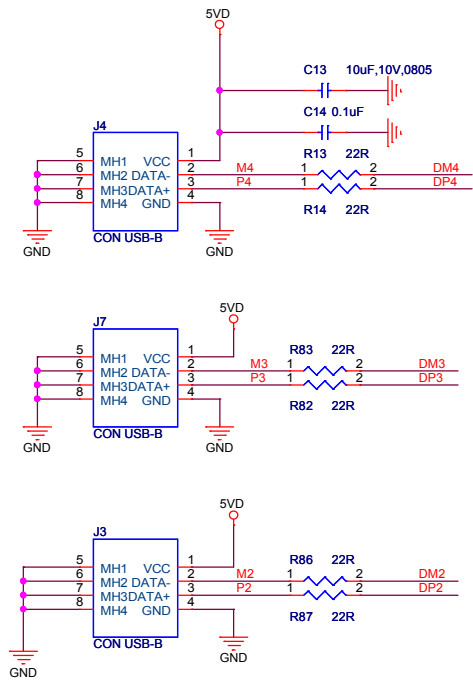 5VD
C13 10uF,10V,0805
C14 0.1uF
J4
5 MH1 VCC 1
6 MH2 DATA- 2 M4 1 R13 22R 2 DM4
7 MH3 DATA+ 3 P4 1 R14 22R 2 DP4
8 MH4 GND 4
CON USB-B
GND GND
5VD
J7
5 MH1 VCC 1
6 MH2 DATA- 2 M3 1 R83 22R 2 DM3
7 MH3 DATA+ 3 P3 1 R82 22R 2 DP3
8 MH4 GND 4
CON USB-B
GND GND
5VD
J3
5 MH1 VCC 1
6 MH2 DATA- 2 M2 1 R86 22R 2 DM2
7 MH3 DATA+ 3 P2 1 R87 22R 2 DP2
8 MH4 GND 4
CON USB-B
GND GND